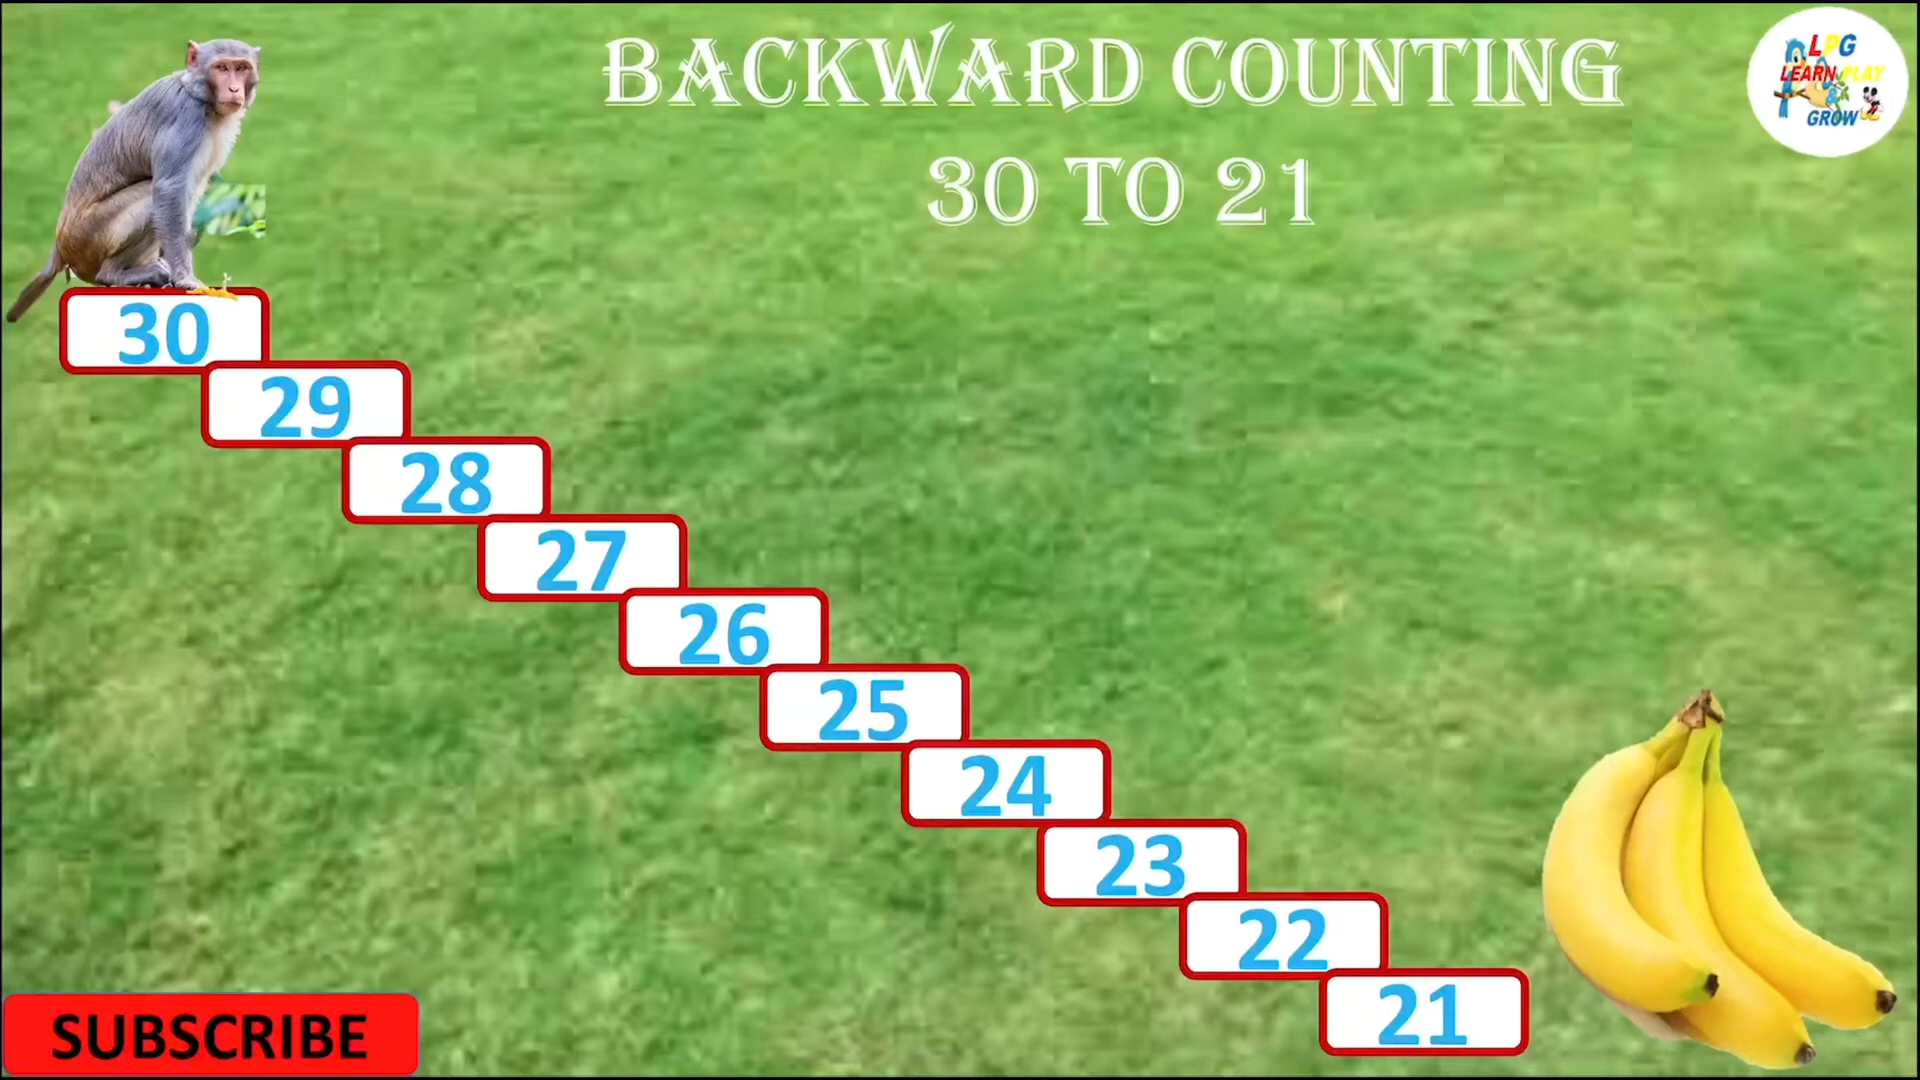 BACKWARD COUNTING
30 TO 21
LPG
LEARN PLAY
GROW
30
29
28
27
26
25
24
23
22
21
SUBSCRIBE